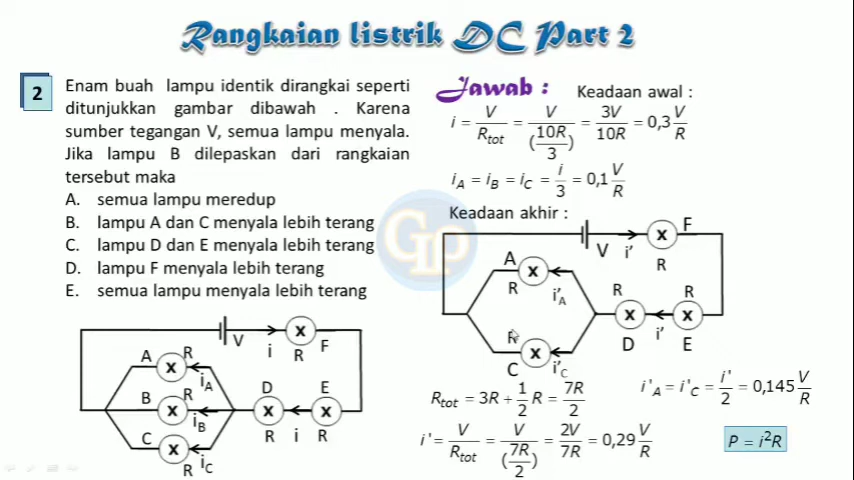 Rangkaian listrik DC Part 2
2
Enam buah lampu identik dirangkai seperti
ditunjukkan gambar dibawah . Karena
sumber tegangan V, semua lampu menyala.
Jika lampu B dilepaskan dari rangkaian
tersebut maka
A. semua lampu meredup
B. lampu A dan C menyala lebih terang
C. lampu D dan E menyala lebih terang
D. lampu F menyala lebih terang
E. semua lampu menyala lebih terang
V i R F
A R i_A
B R i_B
C R i_C
D E
R i R
Jawab :
Keadaan awal :
i = V/R_tot = V/(10R/3) = 3V/10R = 0,3 V/R
i_A = i_B = i_C = i/3 = 0,1 V/R
Keadaan akhir :
F
V i' R
A R i'_A
R R
D i' E
R
C i'_C
R_tot = 3R + 1/2 R = 7R/2
i'_A = i'_C = i'/2 = 0,145 V/R
i' = V/R_tot = V/(7R/2) = 2V/7R = 0,29 V/R
P = i²R
GP